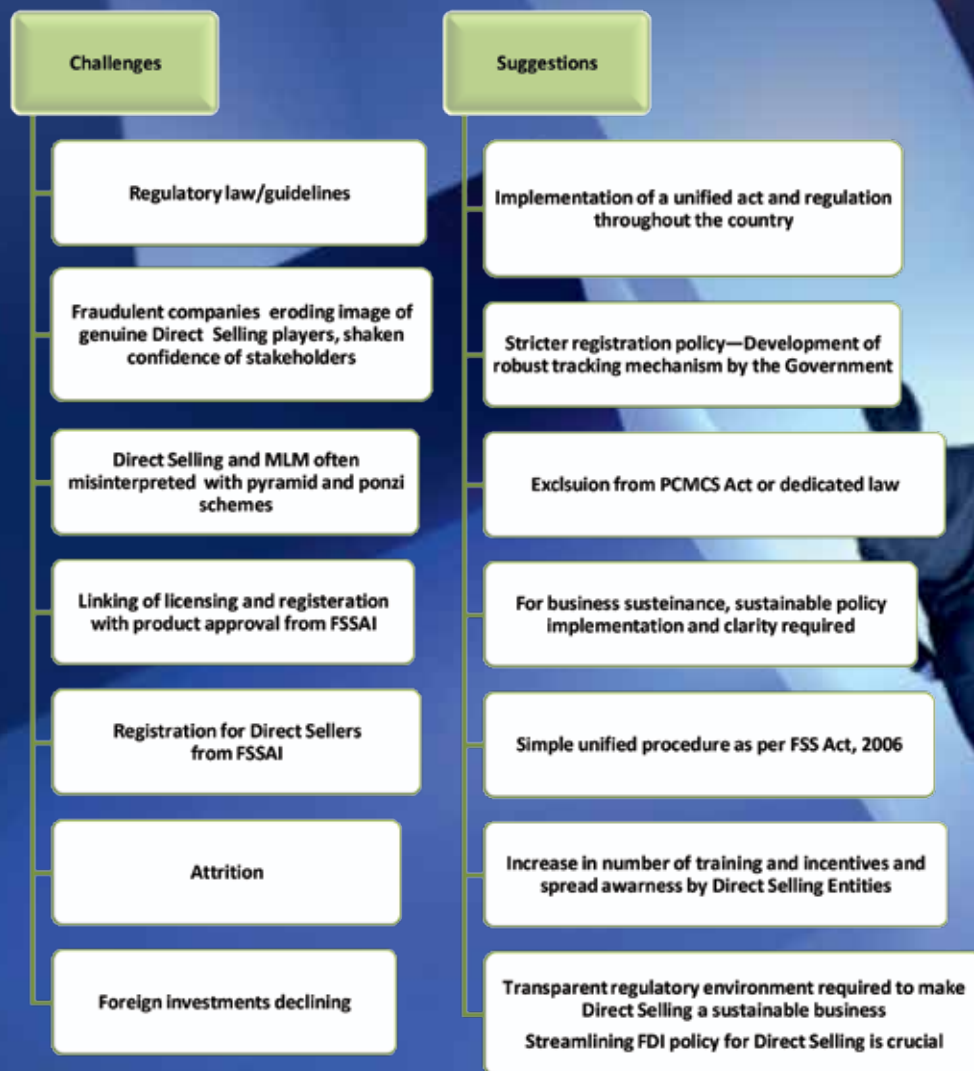 Challenges
Regulatory law/guidelines
Fraudulent companies eroding image of
genuine Direct Selling players, shaken
confidence of stakeholders
Direct Selling and MLM often
misinterpreted with pyramid and ponzi
schemes
Linking of licensing and registeration
with product approval from FSSAI
Registration for Direct Sellers
from FSSAI
Attrition
Foreign investments declining
Suggestions
Implementation of a unified act and regulation
throughout the country
Stricter registration policy—Development of
robust tracking mechanism by the Government
Exclsuion from PCMCS Act or dedicated law
For business susteinance, sustainable policy
implementation and clarity required
Simple unified procedure as per FSS Act, 2006
Increase in number of training and incentives and
spread awarness by Direct Selling Entities
Transparent regulatory environment required to make
Direct Selling a sustainable business
Streamlining FDI policy for Direct Selling is crucial